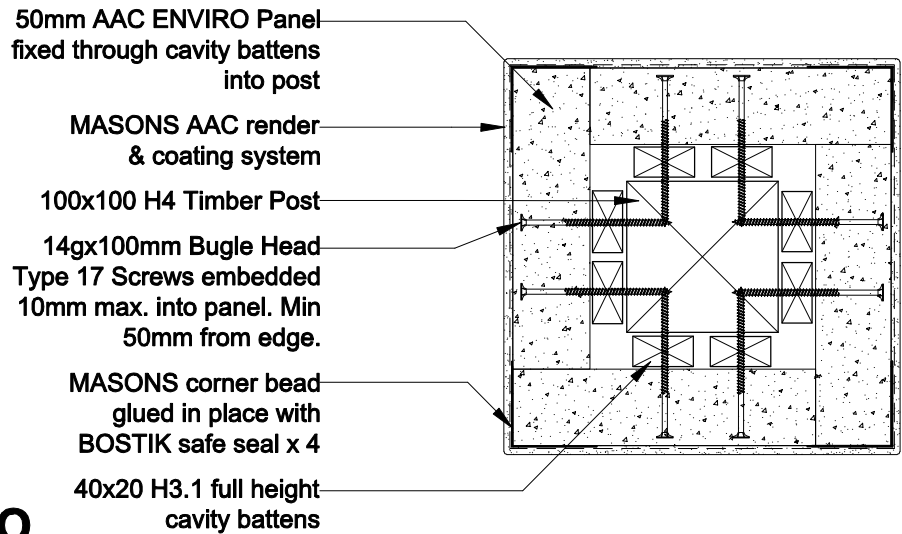 50mm AAC ENVIRO Panel
fixed through cavity battens
into post
MASONS AAC render
& coating system
100x100 H4 Timber Post
14gx100mm Bugle Head
Type 17 Screws embedded
10mm max. into panel. Min
50mm from edge.
MASONS corner bead
glued in place with
BOSTIK safe seal x 4
40x20 H3.1 full height
cavity battens